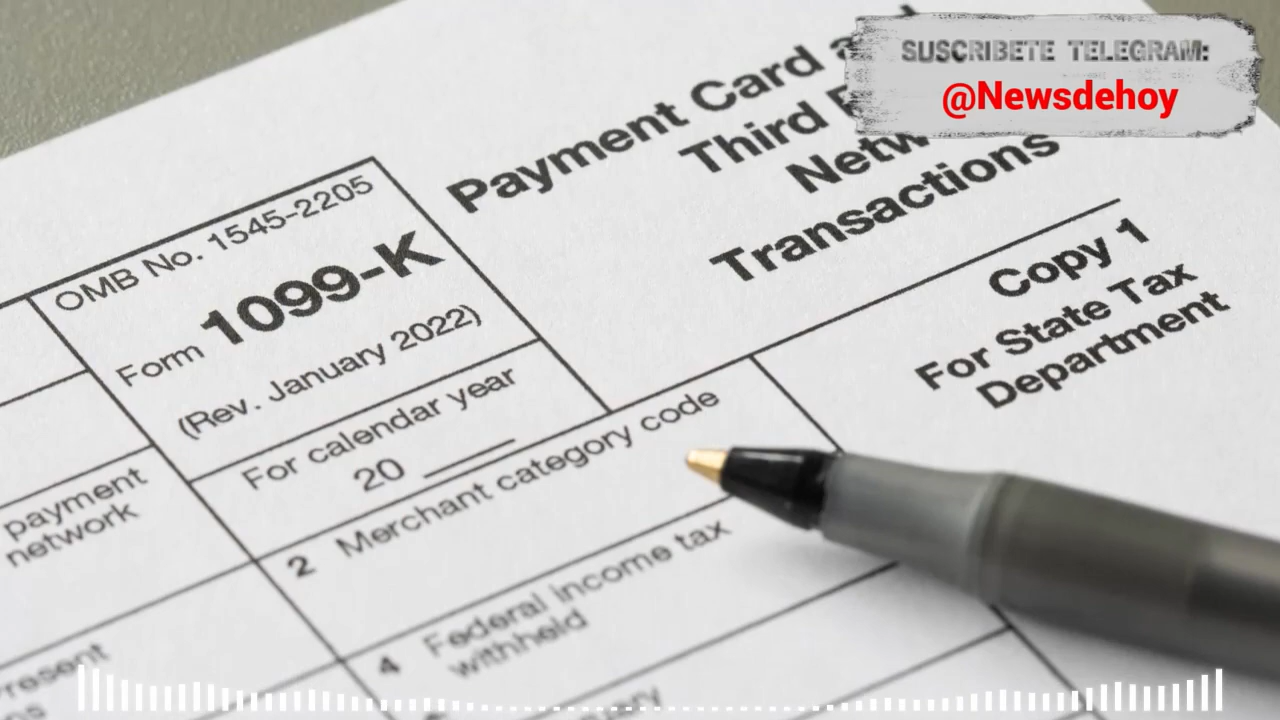 SUSCRIBETE TELEGRAM:
@Newsdehoy
Payment Card
Third
Transactions
OMB No. 1545-2205
Form 1099-K
(Rev. January 2022)
For calendar year
20
Copy 1
For State Tax
Department
payment
network
2 Merchant category code
4 Federal income tax
withheld